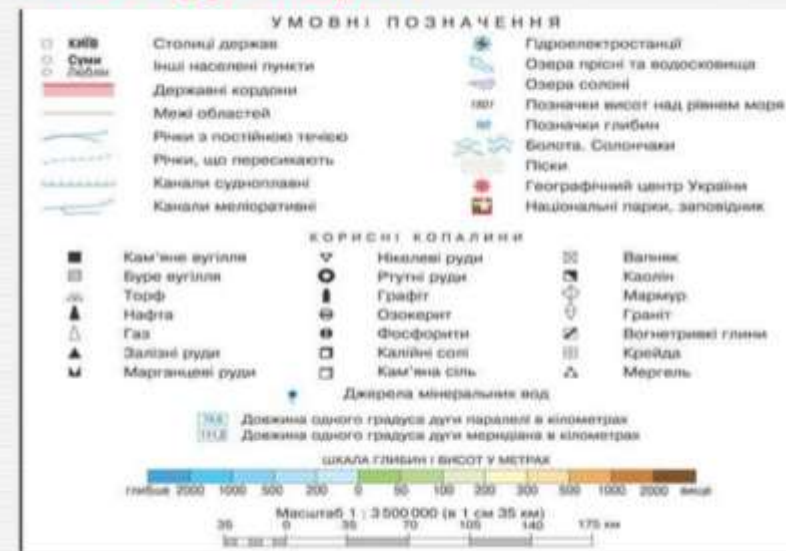 УМОВНІ ПОЗНАЧЕННЯ
КИЇВ Столиці держав
Суми
Люблін Інші населені пункти
Державні кордони
Межі областей
Річки з постійною течією
Річки, що пересихають
Канали судноплавні
Канали меліоративні
Гідроелектростанції
Озера прісні та водосховища
Озера солоні
Позначки висот над рівнем моря
Позначки глибин
Болота. Солончаки
Піски
Географічний центр України
Національні парки, заповідник
КОРИСНІ КОПАЛИНИ
Кам'яне вугілля
Буре вугілля
Торф
Нафта
Газ
Залізні руди
Марганцеві руди
Нікелеві руди
Ртутні руди
Графіт
Озокерит
Фосфорити
Калійні солі
Кам'яна сіль
Вапняк
Каолін
Мармур
Граніт
Вогнетривкі глини
Крейда
Мергель
Джерела мінеральних вод
Довжина одного градуса дуги паралелі в кілометрах
Довжина одного градуса дуги меридіана в кілометрах
ШКАЛА ГЛИБИН І ВИСОТ У МЕТРАХ
глибше 2000 1000 500 200 0 50 100 200 300 500 1000 2000 вище
Масштаб 1 : 3 500 000 (в 1 см 35 км)
35 0 35 70 105 140 175 км